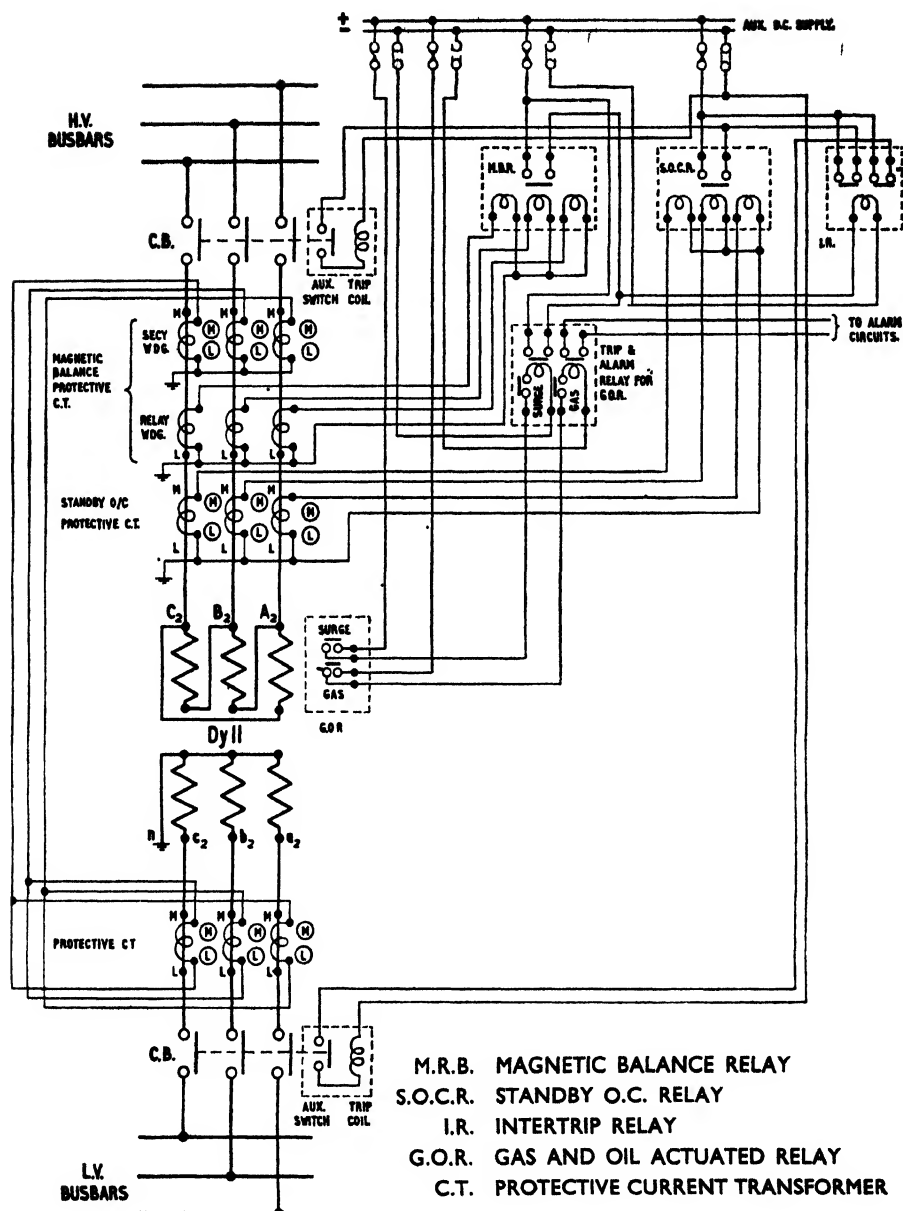 +
−
AUX. D.C. SUPPLY.
H.V.
BUSBARS
M.B.R.
S.O.C.R.
I.R.
C.B.
AUX. TRIP
SWITCH COIL
TO ALARM
CIRCUITS.
M M M
SECY
WDG.
M M M
L L L
MAGNETIC
BALANCE
PROTECTIVE
C.T.
TRIP &
ALARM
RELAY FOR
G.O.R.
SURGE
GAS
RELAY
WDG.
L L L
M M M
STANDBY O/C
PROTECTIVE C.T.
M M M
L L L
L L L
C2 B2 A2
SURGE
GAS
G.O.R
Dy11
n c2 b2 a2
M M M
PROTECTIVE CT
M M M
L L L
L L L
C.B.
AUX. TRIP
SWITCH COIL
L.V.
BUSBARS
M.R.B. MAGNETIC BALANCE RELAY
S.O.C.R. STANDBY O.C. RELAY
I.R. INTERTRIP RELAY
G.O.R. GAS AND OIL ACTUATED RELAY
C.T. PROTECTIVE CURRENT TRANSFORMER